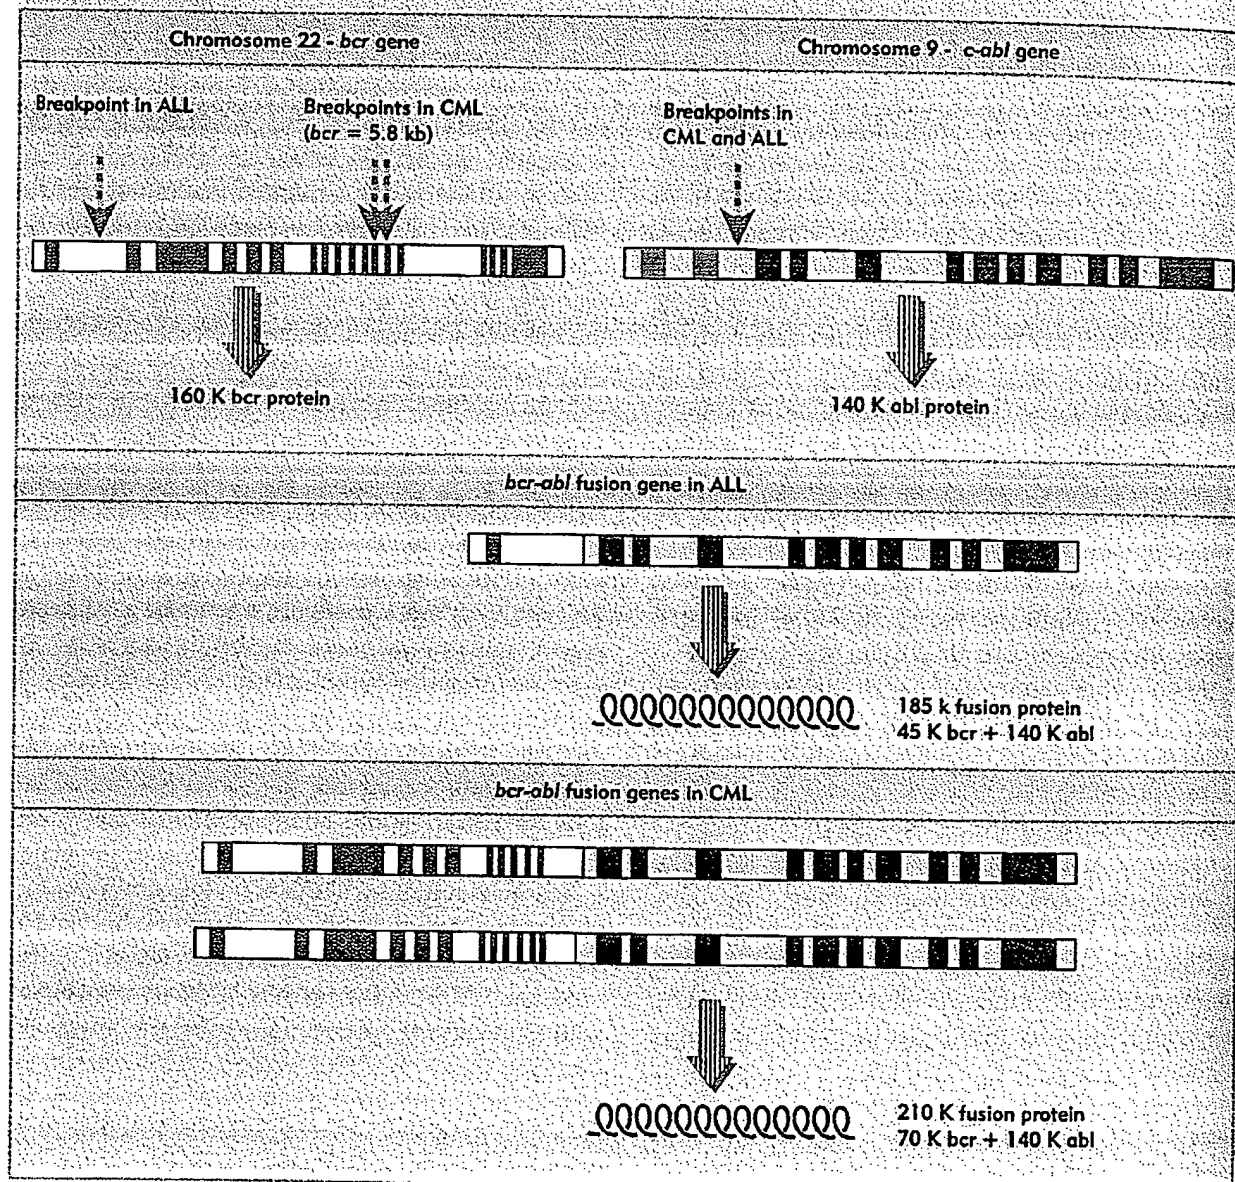 Chromosome 22 - bcr gene
Chromosome 9 - c-abl gene
Breakpoint in ALL
Breakpoints in CML
(bcr = 5.8 kb)
Breakpoints in
CML and ALL
160 K bcr protein
140 K abl protein
bcr-abl fusion gene in ALL
185 k fusion protein
45 K bcr + 140 K abl
bcr-abl fusion genes in CML
210 K fusion protein
70 K bcr + 140 K abl